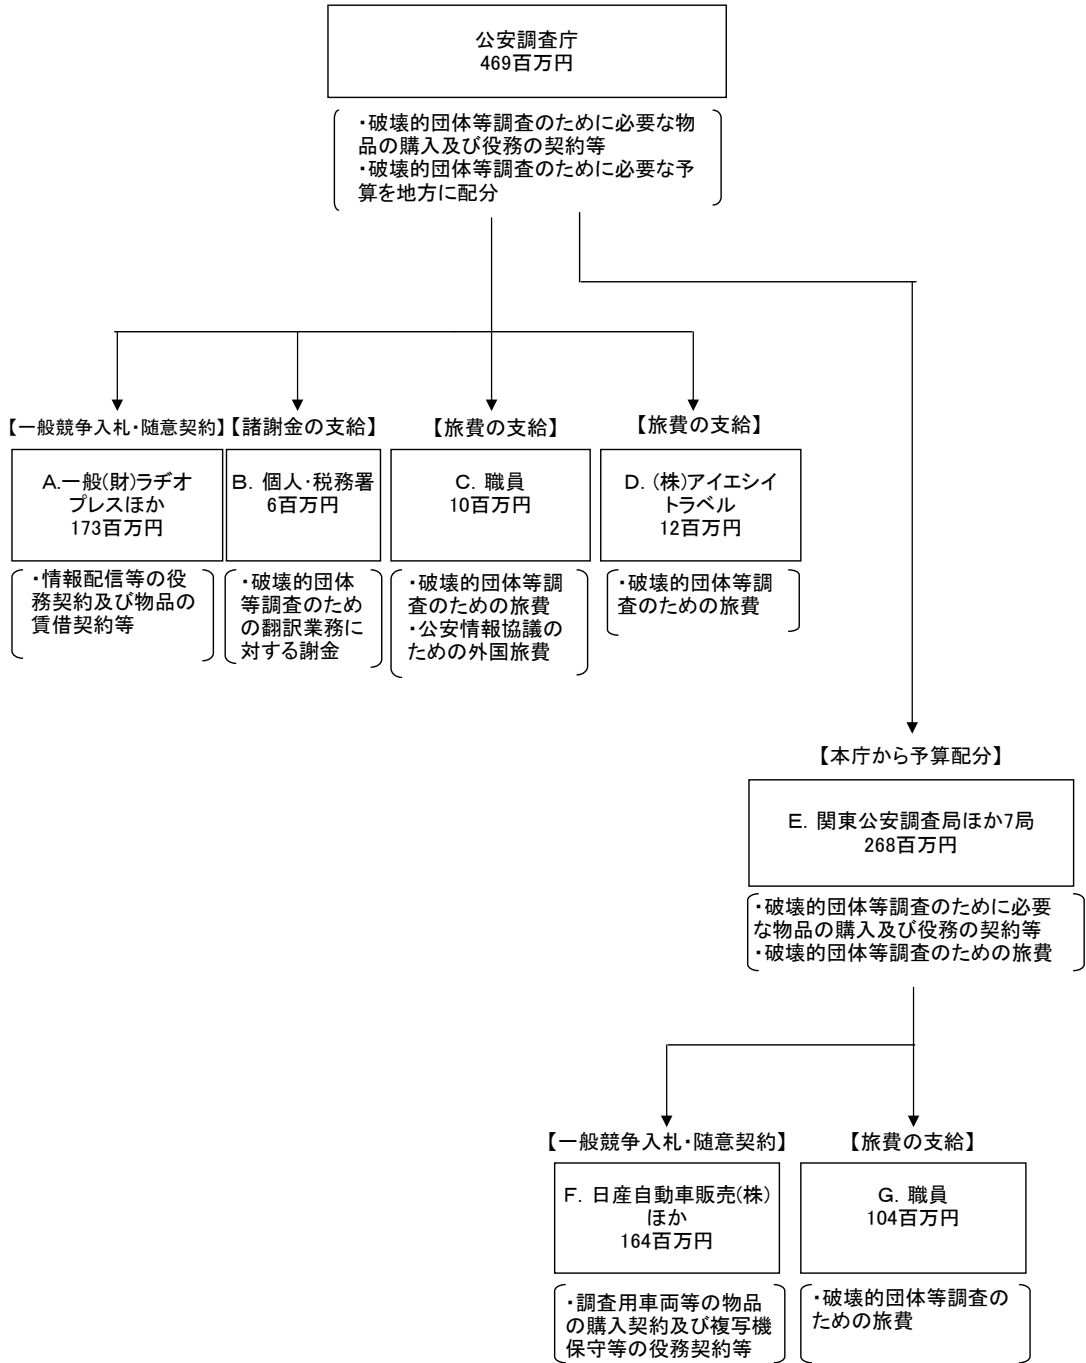 公安調査庁
469百万円
・破壊的団体等調査のために必要な物
品の購入及び役務の契約等
・破壊的団体等調査のために必要な予
算を地方に配分
【一般競争入札・随意契約】
A.一般(財)ラヂオ
プレスほか
173百万円
・情報配信等の役
務契約及び物品の
賃借契約等
【諸謝金の支給】
B. 個人・税務署
6百万円
・破壊的団体
等調査のため
の翻訳業務に
対する謝金
【旅費の支給】
C. 職員
10百万円
・破壊的団体等調
査のための旅費
・公安情報協議の
ための外国旅費
【旅費の支給】
D. (株)アイエシイ
トラベル
12百万円
・破壊的団体等調
査のための旅費
【本庁から予算配分】
E. 関東公安調査局ほか7局
268百万円
・破壊的団体等調査のために必要
な物品の購入及び役務の契約等
・破壊的団体等調査のための旅費
【一般競争入札・随意契約】
F. 日産自動車販売(株)
ほか
164百万円
・調査用車両等の物品
の購入契約及び複写機
保守等の役務契約等
【旅費の支給】
G. 職員
104百万円
・破壊的団体等調査の
ための旅費